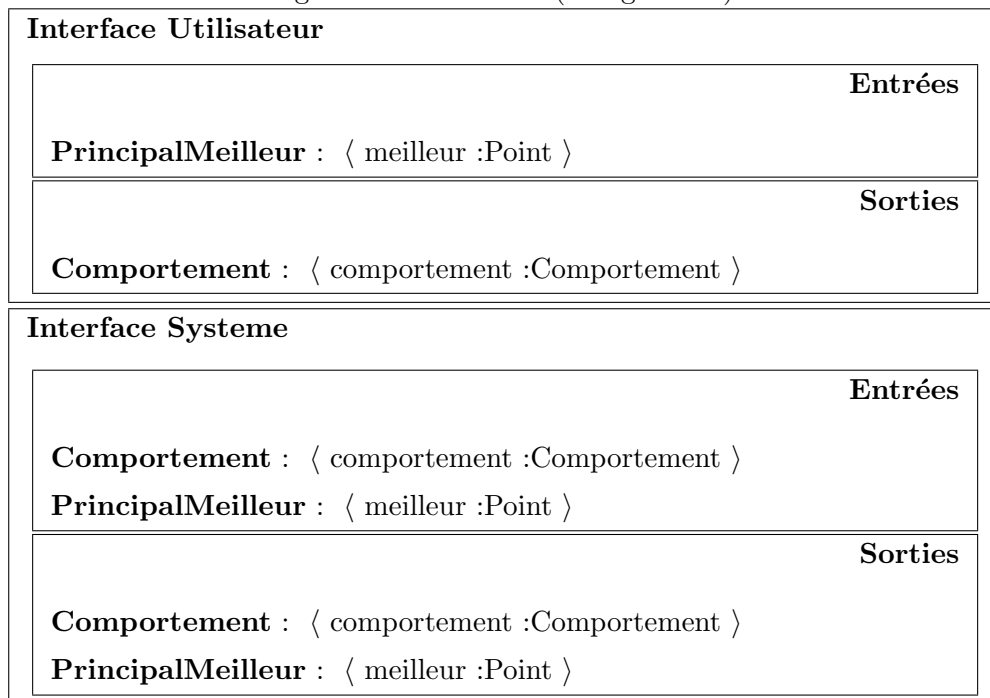 Interface Utilisateur
Entrées
PrincipalMeilleur : ⟨ meilleur :Point ⟩
Sorties
Comportement : ⟨ comportement :Comportement ⟩
Interface Systeme
Entrées
Comportement : ⟨ comportement :Comportement ⟩
PrincipalMeilleur : ⟨ meilleur :Point ⟩
Sorties
Comportement : ⟨ comportement :Comportement ⟩
PrincipalMeilleur : ⟨ meilleur :Point ⟩